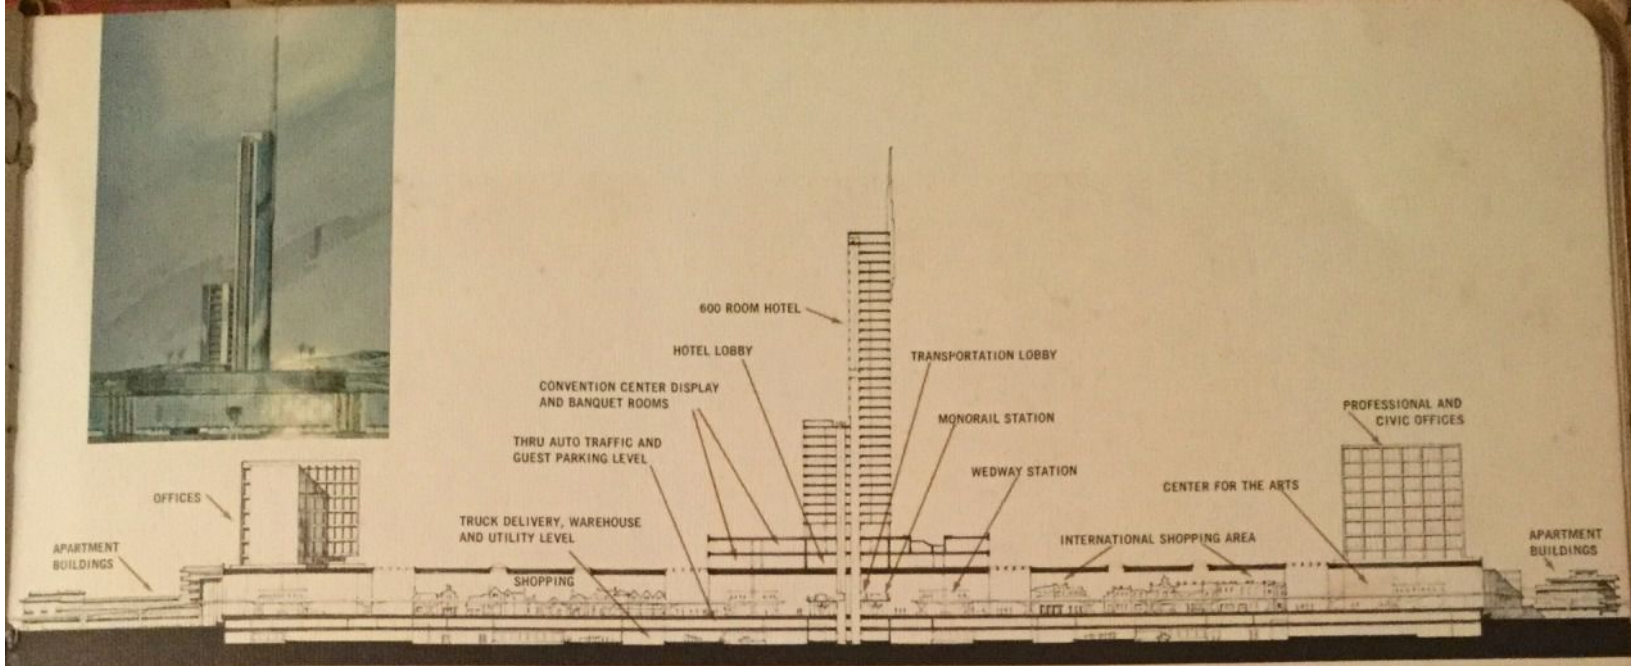 600 ROOM HOTEL
HOTEL LOBBY
TRANSPORTATION LOBBY
CONVENTION CENTER DISPLAY
AND BANQUET ROOMS
MONORAIL STATION
PROFESSIONAL AND
CIVIC OFFICES
THRU AUTO TRAFFIC AND
GUEST PARKING LEVEL
WEDWAY STATION
CENTER FOR THE ARTS
OFFICES
TRUCK DELIVERY, WAREHOUSE
AND UTILITY LEVEL
INTERNATIONAL SHOPPING AREA
APARTMENT
BUILDINGS
APARTMENT
BUILDINGS
SHOPPING